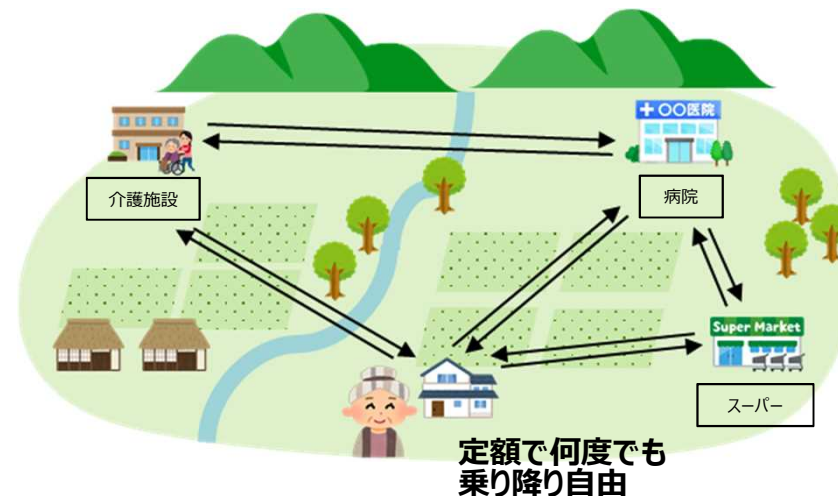 〇〇医院
介護施設
病院
Super Market
スーパー
定額で何度でも
乗り降り自由